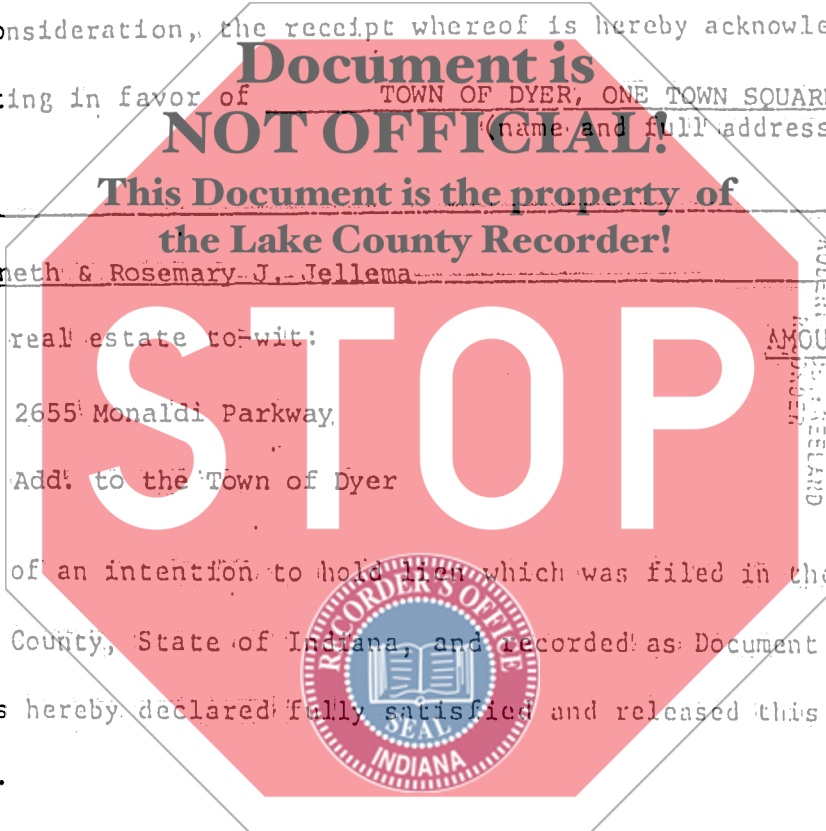 onsideration, the receipt whereof is hereby acknowle
Document is
ting in favor of TOWN OF DYER, ONE TOWN SQUAR
NOT OFFICIAL!
(name and full address
This Document is the property of
the Lake County Recorder!
neth & Rosemary J. Jellema
STOP
real estate to-wit:
AMOU
2655 Monaldi Parkway
Add. to the Town of Dyer
of an intention to hold lien which was filed in the
RECORDER'S OFFICE
County, State of Indiana, and recorded as Document
s hereby declared fully satisfied and released this
SEAL
INDIANA